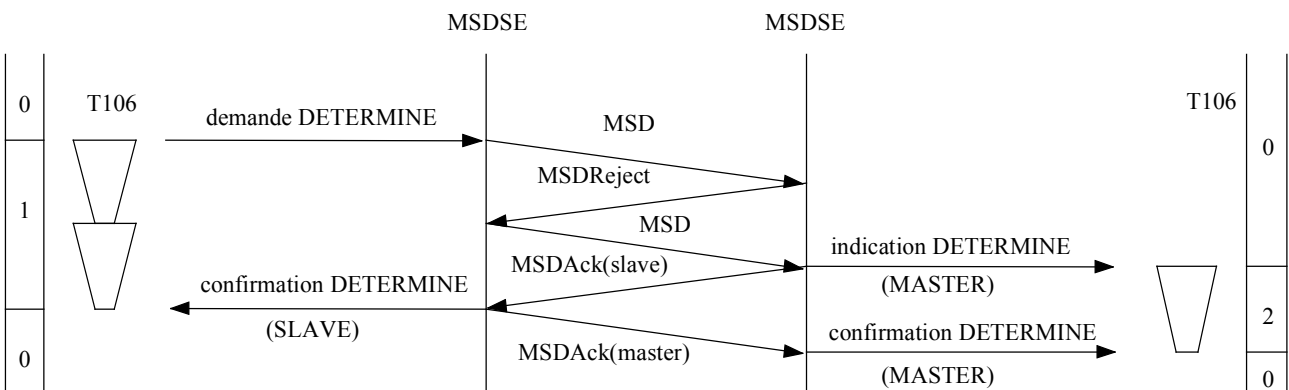 MSDSE MSDSE
0 T106 T106
demande DETERMINE MSD
0
MSDReject
1
MSD
indication DETERMINE
MSDAck(slave)
confirmation DETERMINE (MASTER)
2
(SLAVE) confirmation DETERMINE
0 MSDAck(master)
(MASTER) 0